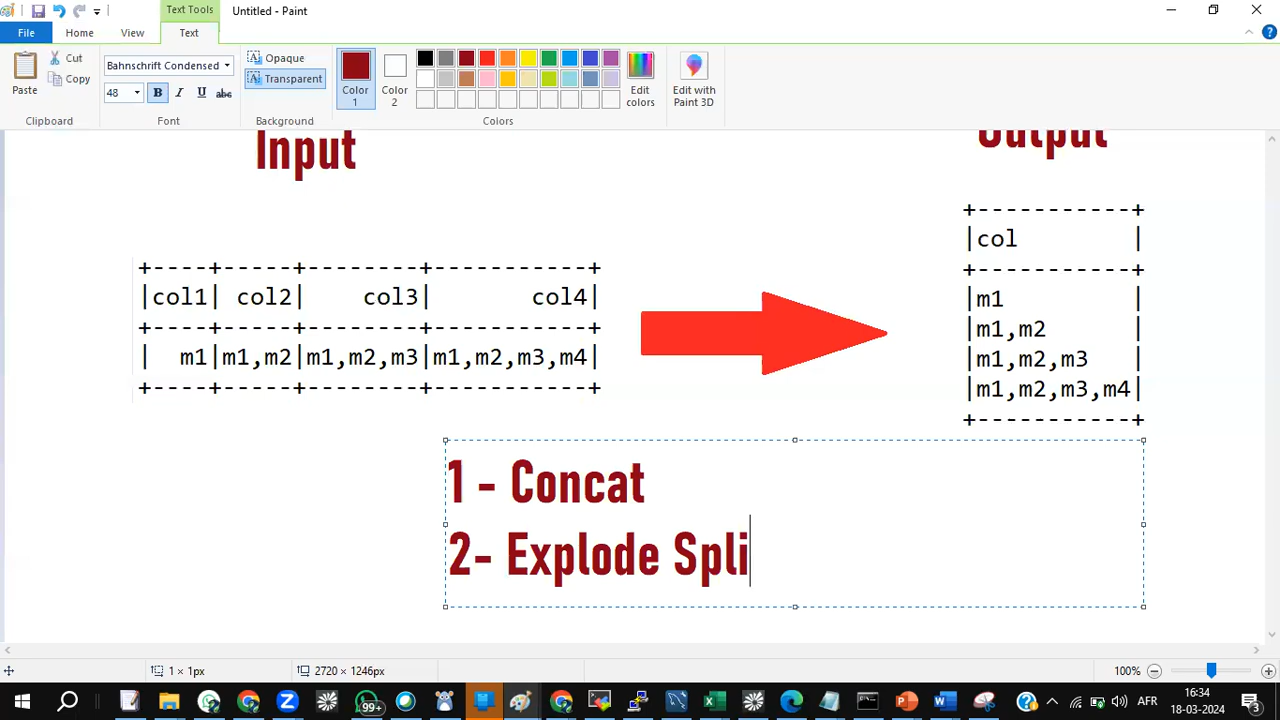 Text Tools
Untitled - Paint
File
Home
View
Text
Paste
Cut
Copy
Clipboard
Bahnschrift Condensed
48
B
I
U
abc
Font
Opaque
Transparent
Background
Color
1
Color
2
Edit
colors
Edit with
Paint 3D
Colors
Input
Output
+----+-----+--------+-----------+
|col1| col2|    col3|       col4|
+----+-----+--------+-----------+
|  m1|m1,m2|m1,m2,m3|m1,m2,m3,m4|
+----+-----+--------+-----------+
+-----------+
|col        |
+-----------+
|m1         |
|m1,m2      |
|m1,m2,m3   |
|m1,m2,m3,m4|
+-----------+
1 - Concat
2- Explode Spli
1 × 1px
2720 × 1246px
100%
99+
AFR
16:34
18-03-2024
3